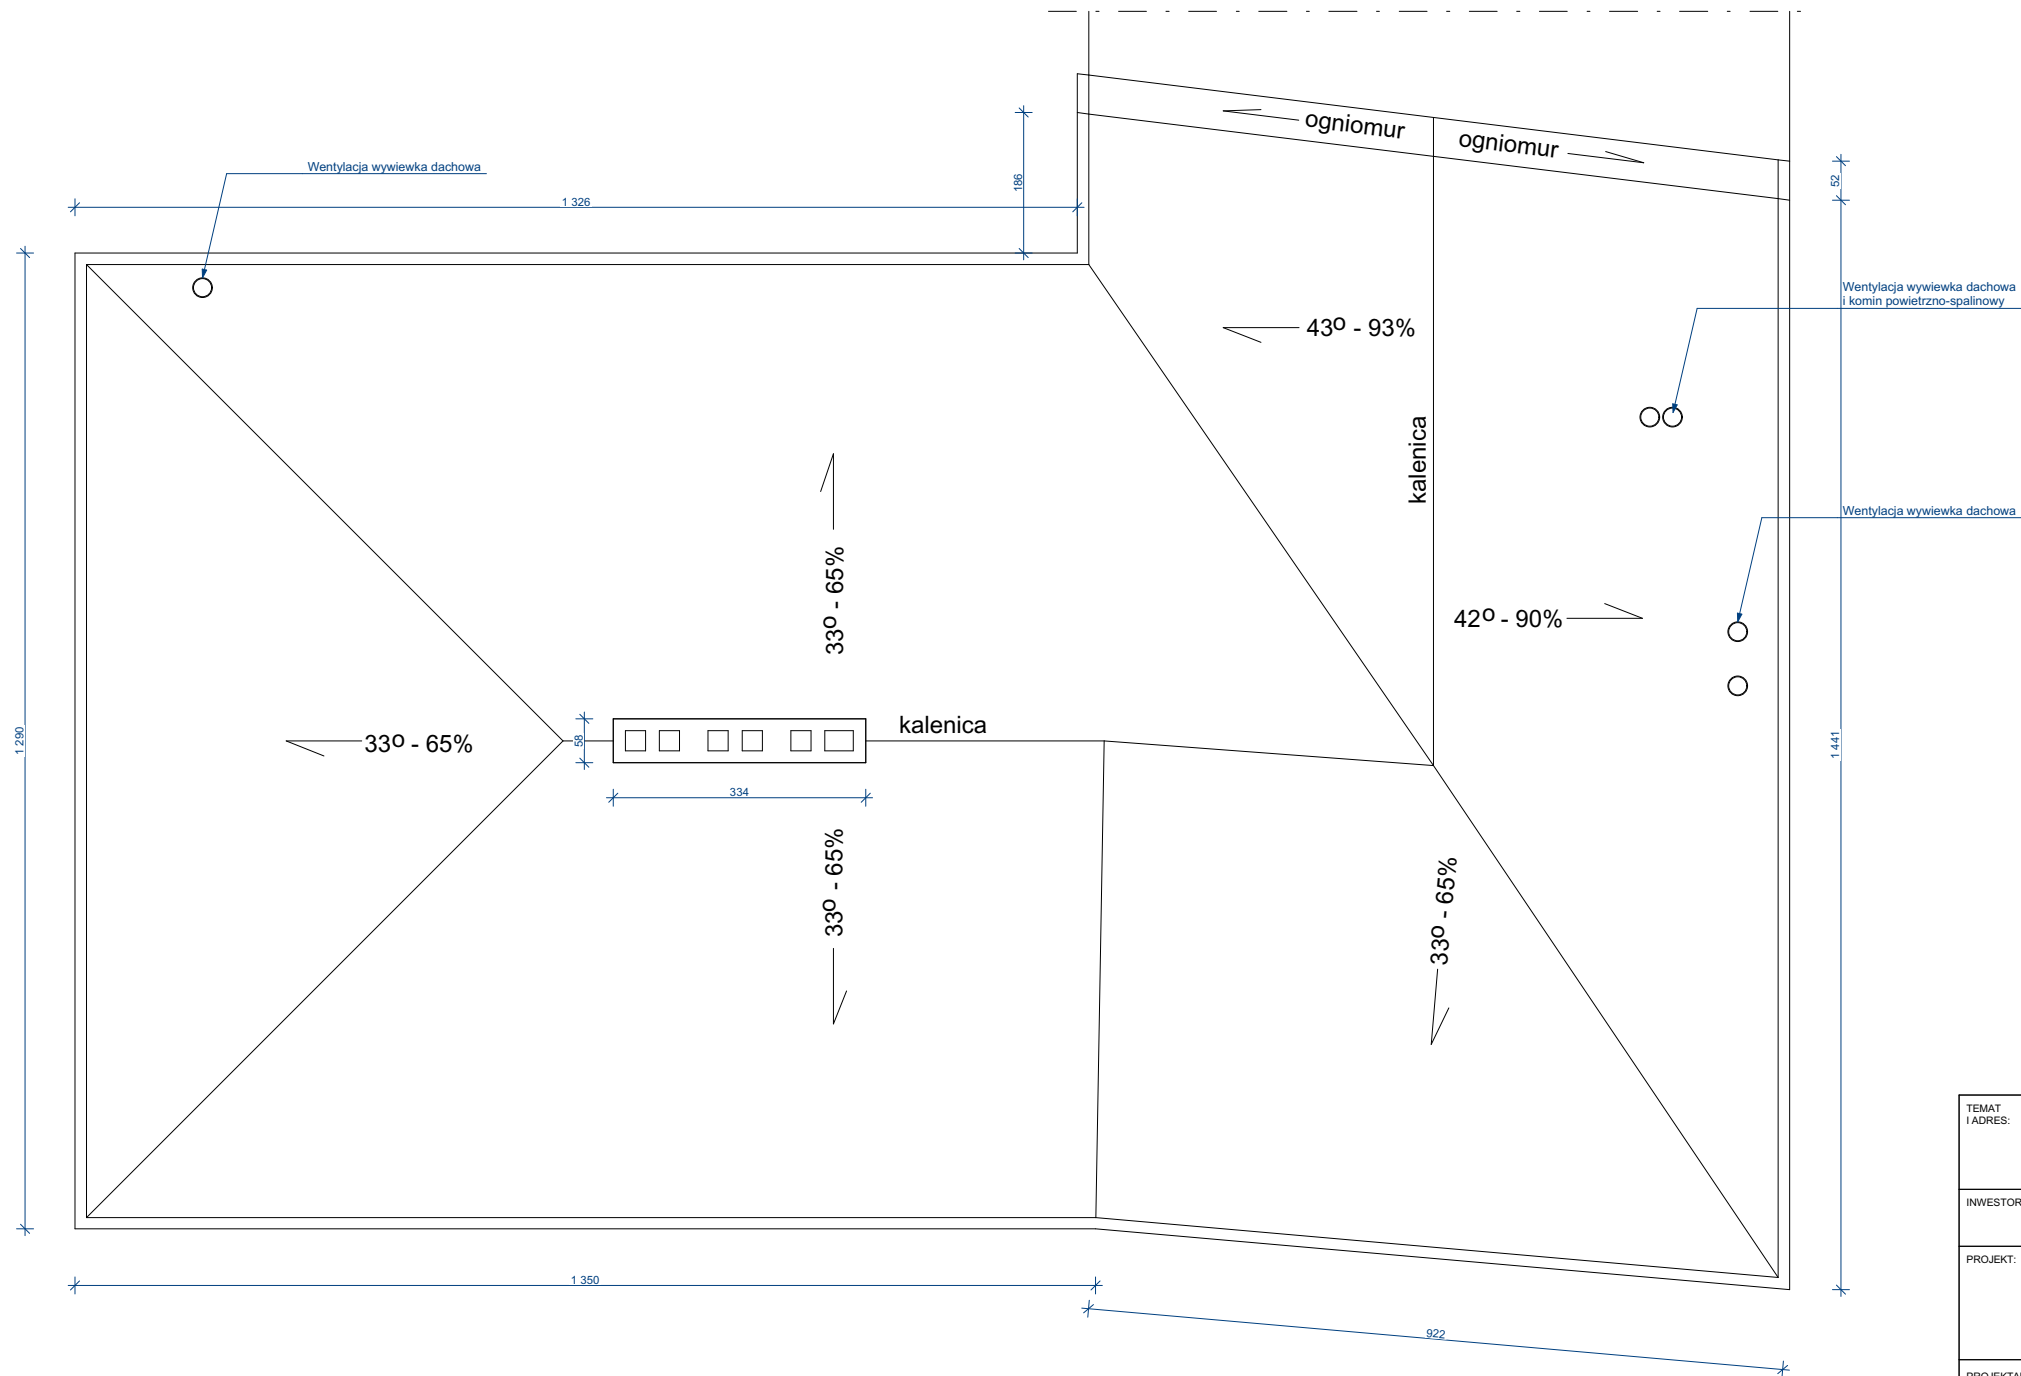 ogniomur
ogniomur
Wentylacja wywiewka dachowa
186
52
1 326
Wentylacja wywiewka dachowa
i komin powietrzno-spalinowy
43º - 93%
kalenica
Wentylacja wywiewka dachowa
33º - 65%
42º - 90%
kalenica
1 290
33º - 65%
58
1 441
334
33º - 65%
33º - 65%
TEMAT
I ADRES:
INWESTOR
PROJEKT:
1 350
922